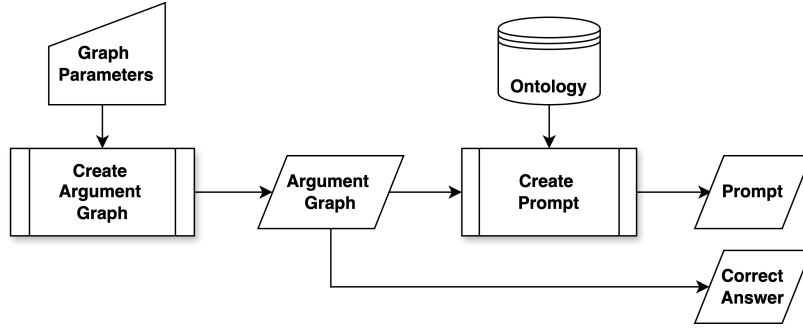 Graph
Parameters
Ontology
Create
Argument
Graph
Argument
Graph
Create
Prompt
Prompt
Correct
Answer